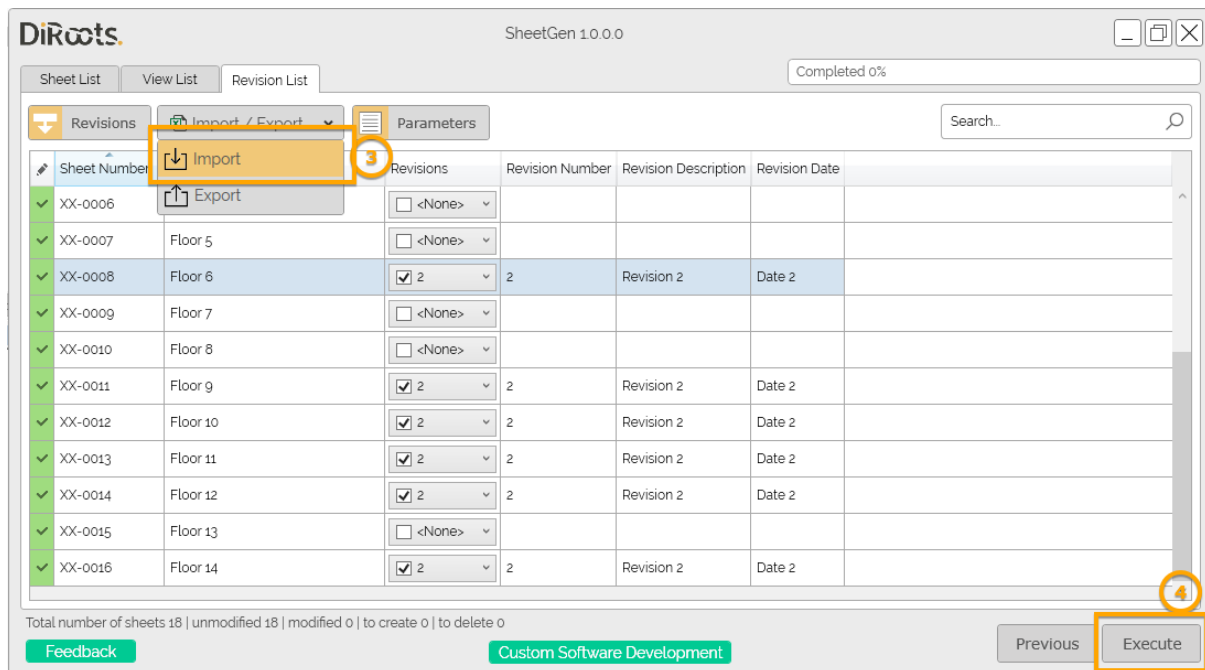 DiRoots.
SheetGen 1.0.0.0
Sheet List View List Revision List
Completed 0%
Revisions Import / Export Parameters
Search...
Import
3
Sheet Number Revisions Revision Number Revision Description Revision Date
Export
XX-0006 <None>
XX-0007 Floor 5 <None>
XX-0008 Floor 6 2 2 Revision 2 Date 2
XX-0009 Floor 7 <None>
XX-0010 Floor 8 <None>
XX-0011 Floor 9 2 2 Revision 2 Date 2
XX-0012 Floor 10 2 2 Revision 2 Date 2
XX-0013 Floor 11 2 2 Revision 2 Date 2
XX-0014 Floor 12 2 2 Revision 2 Date 2
XX-0015 Floor 13 <None>
XX-0016 Floor 14 2 2 Revision 2 Date 2
4
Total number of sheets 18 | unmodified 18 | modified 0 | to create 0 | to delete 0
Feedback
Custom Software Development
Previous Execute